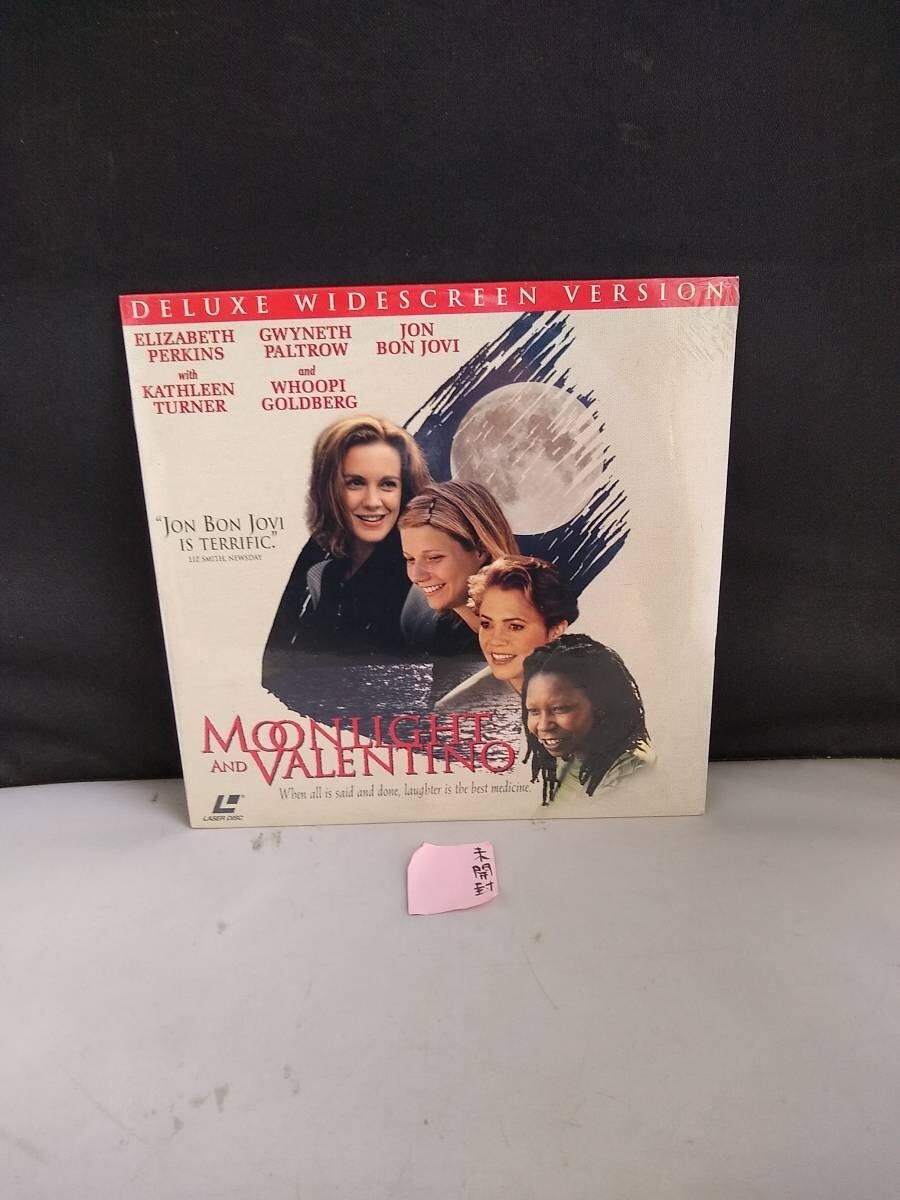 DELUXE WIDESCREEN VERSION
ELIZABETH
PERKINS
GWYNETH
PALTROW
JON
BON JOVI
with
KATHLEEN
TURNER
and
WHOOPI
GOLDBERG
"JON BON JOVI
IS TERRIFIC."
LIZ SMITH, NEWSDAY
MOONLIGHT
AND VALENTINO
When all is said and done, laughter is the best medicine.
LASER DISC
未開封